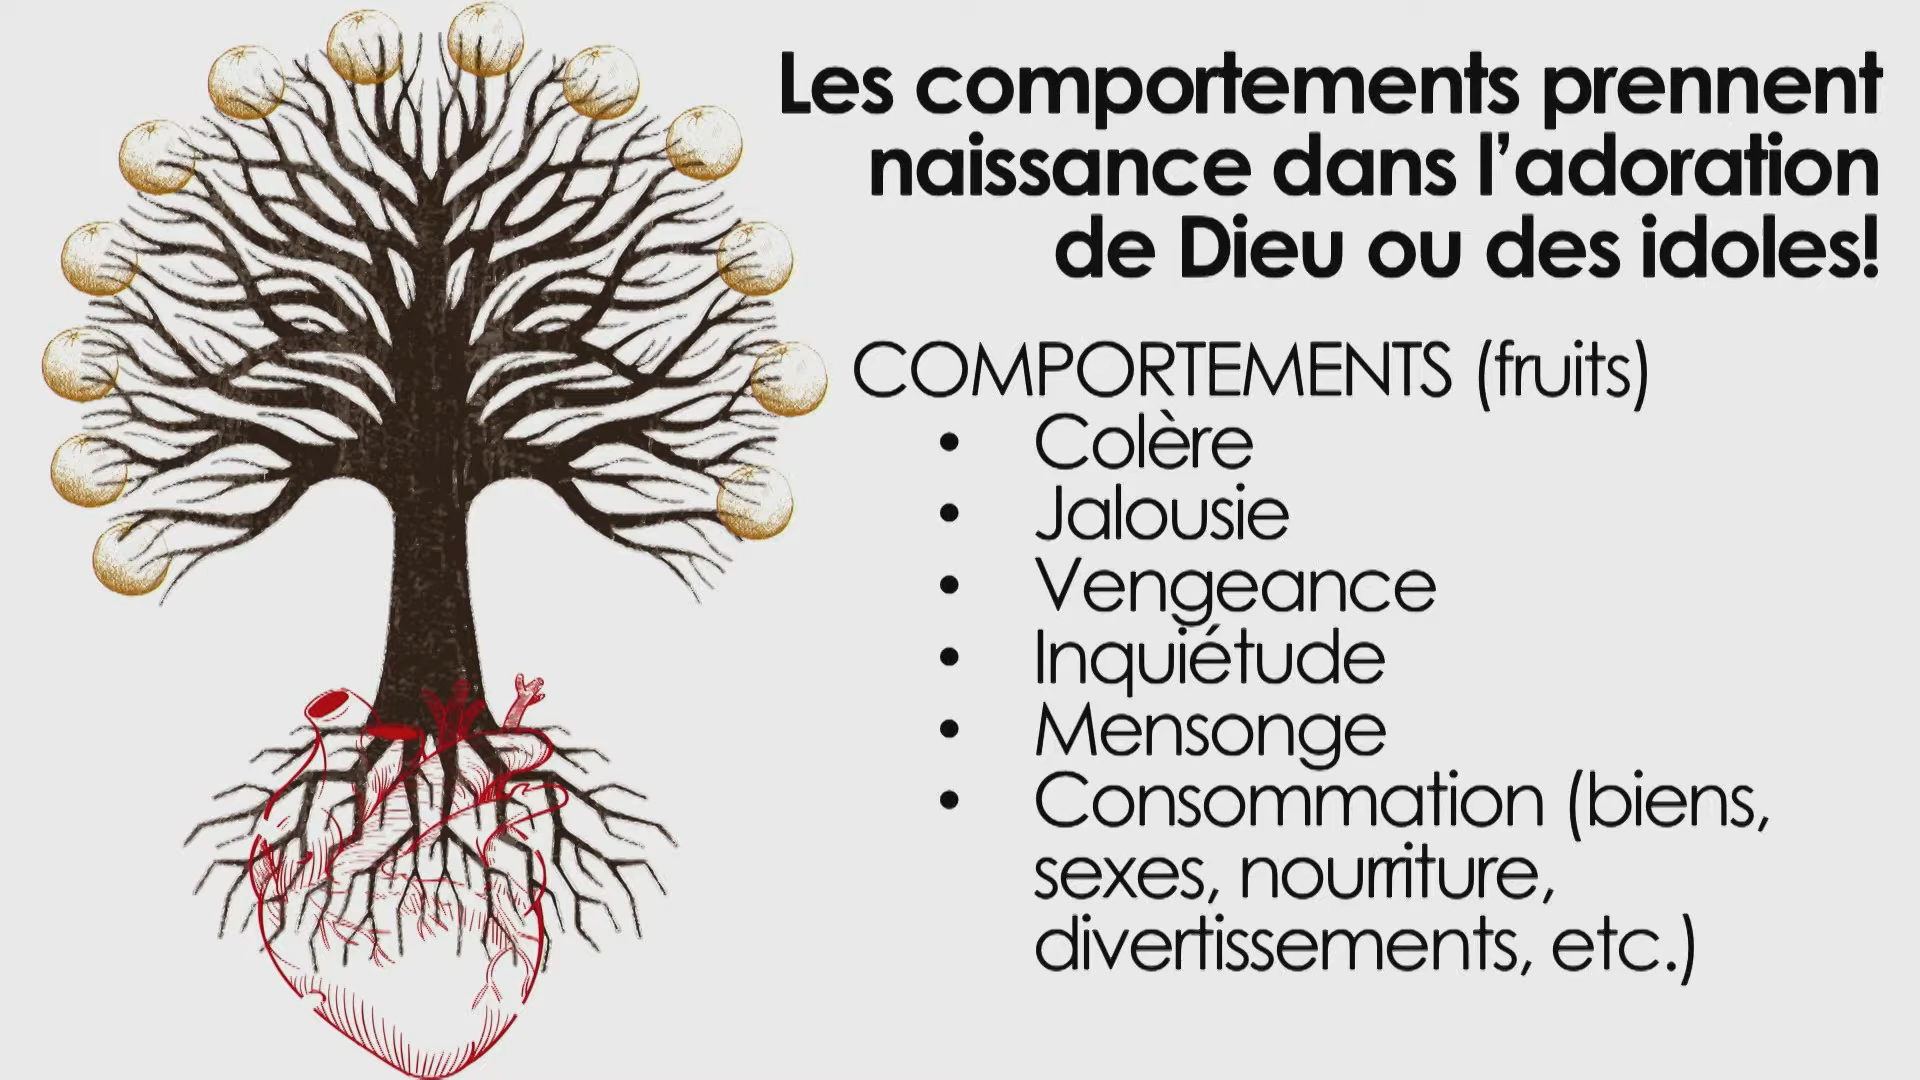 Les comportements prennent
naissance dans l’adoration
de Dieu ou des idoles!
COMPORTEMENTS (fruits)
• Colère
• Jalousie
• Vengeance
• Inquiétude
• Mensonge
• Consommation (biens,
sexes, nourriture,
divertissements, etc.)